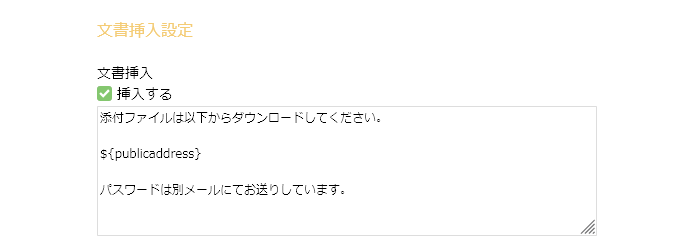 文書挿入設定
文書挿入
挿入する
添付ファイルは以下からダウンロードしてください。
${publicaddress}
パスワードは別メールにてお送りしています。